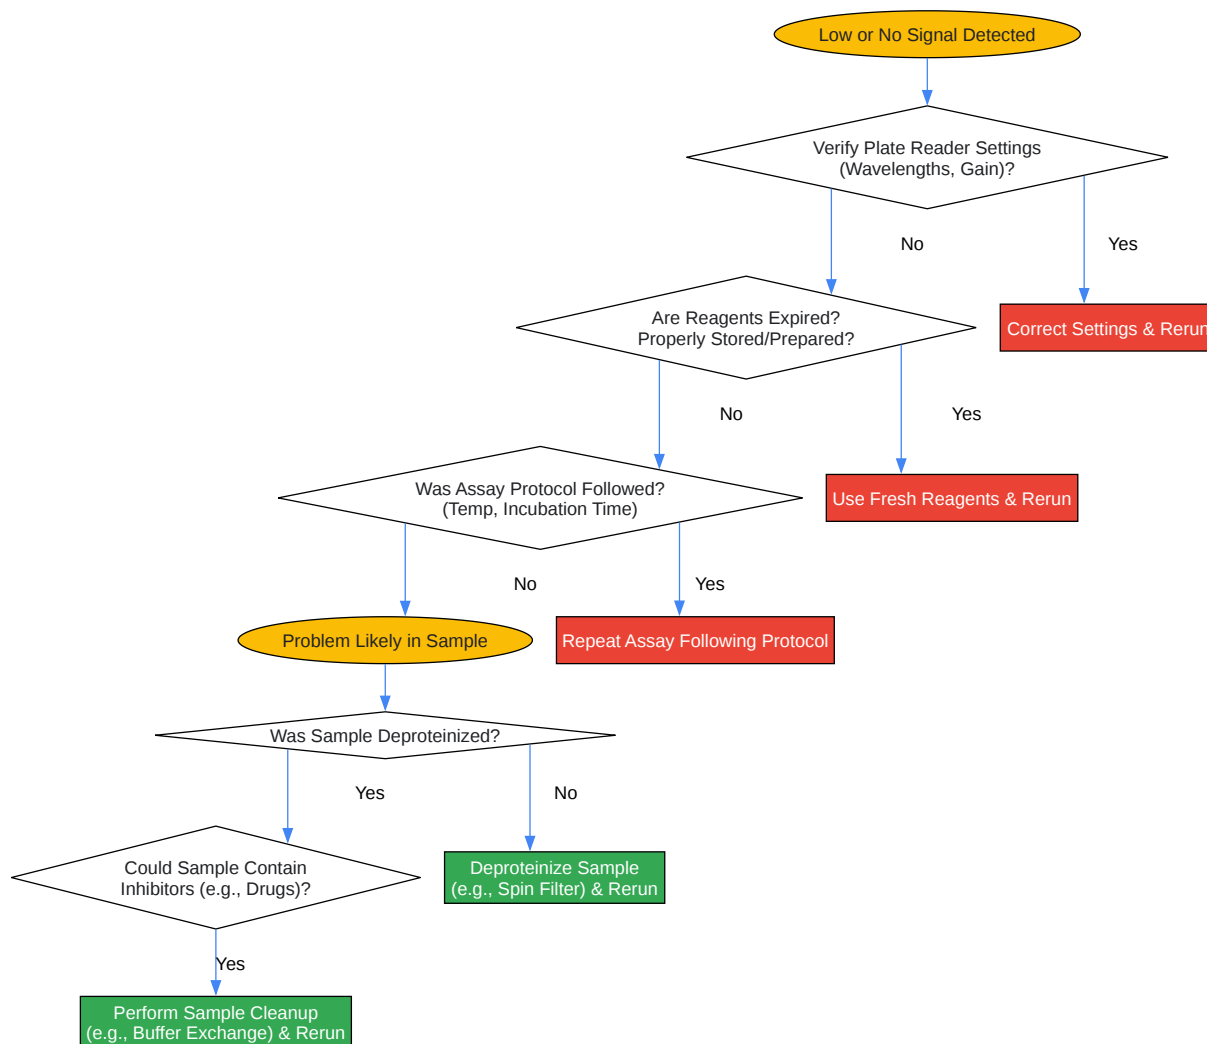 Low or No Signal Detected
Verify Plate Reader Settings
(Wavelengths, Gain)?
No
Yes
Are Reagents Expired?
Properly Stored/Prepared?
Correct Settings & Rerun
No
Yes
Was Assay Protocol Followed?
(Temp, Incubation Time)
Use Fresh Reagents & Rerun
No
Yes
Problem Likely in Sample
Repeat Assay Following Protocol
Was Sample Deproteinized?
Yes
No
Could Sample Contain
Inhibitors (e.g., Drugs)?
Deproteinize Sample
(e.g., Spin Filter) & Rerun
Yes
Perform Sample Cleanup
(e.g., Buffer Exchange) & Rerun